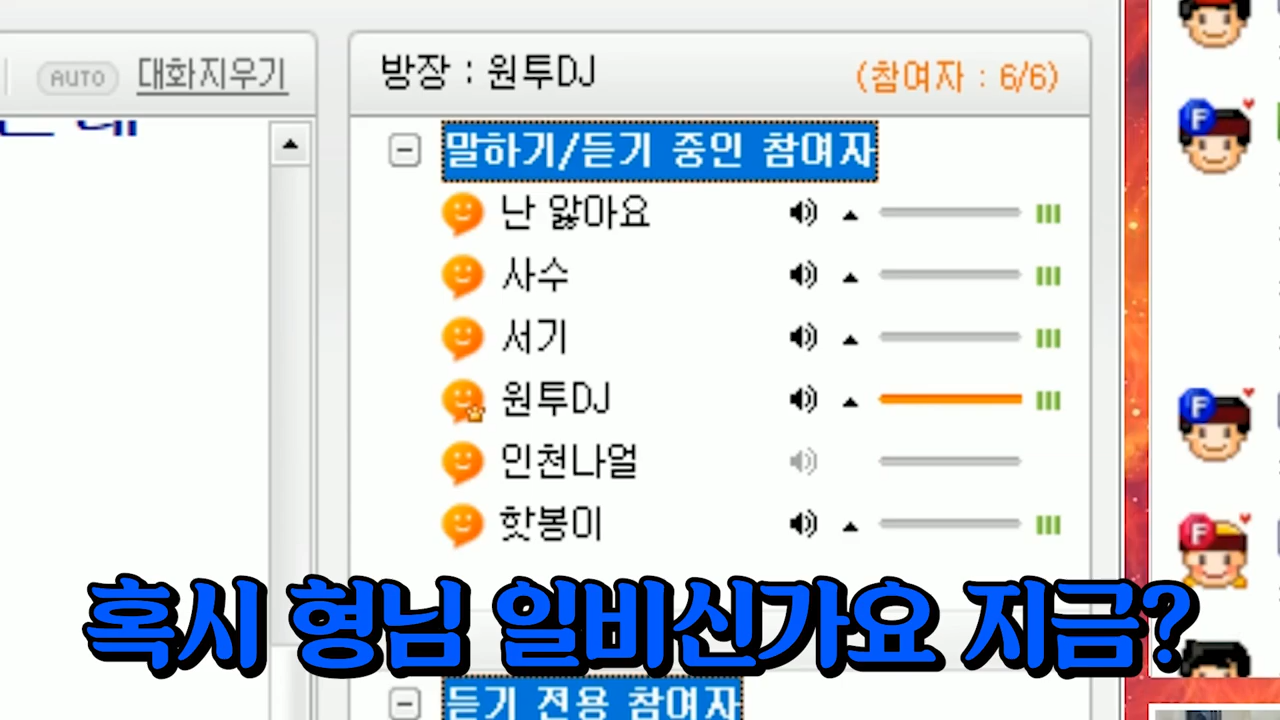 AUTO 대화지우기
방장 : 원투DJ (참여자 : 6/6)
말하기/듣기 중인 참여자
난 앓아요
사수
서기
원투DJ
인천나얼
핫봉이
혹시 형님 일비신가요 지금?
듣기 전용 참여자
F
F
F